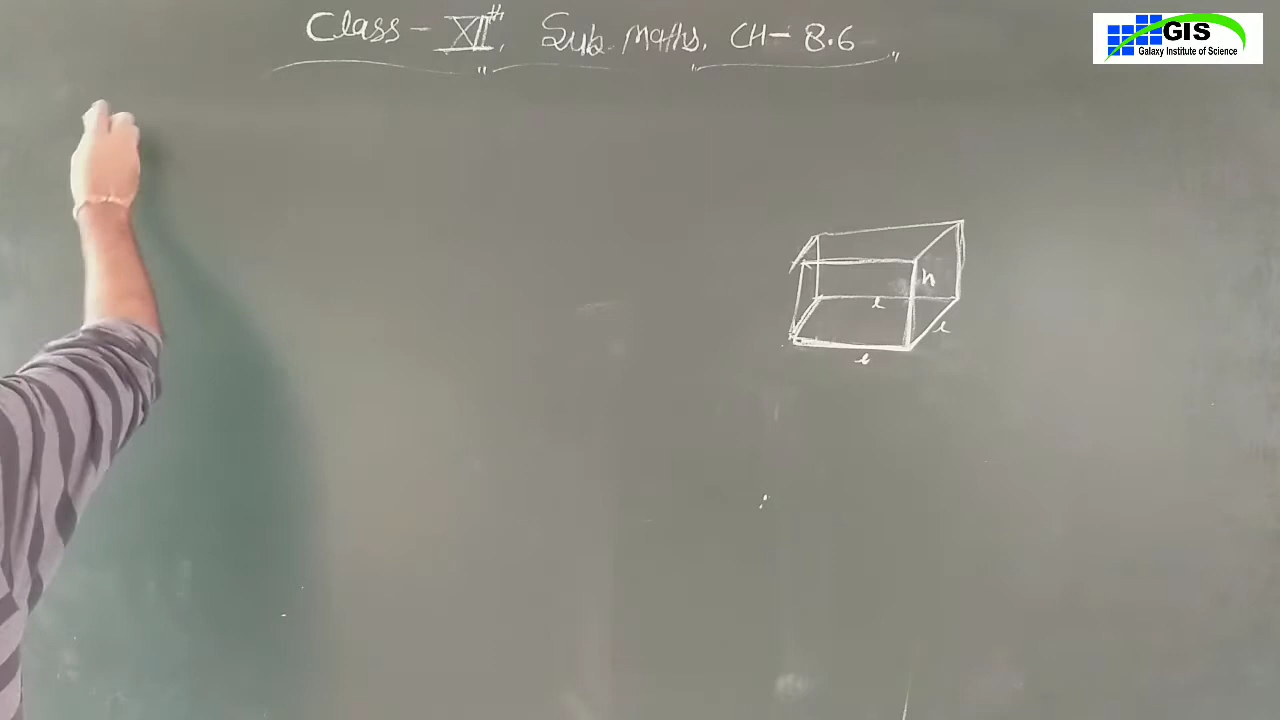 Class - XIIth, Sub. Maths, CH- 8.6
GIS
Galaxy Institute of Science
h
l
l
l